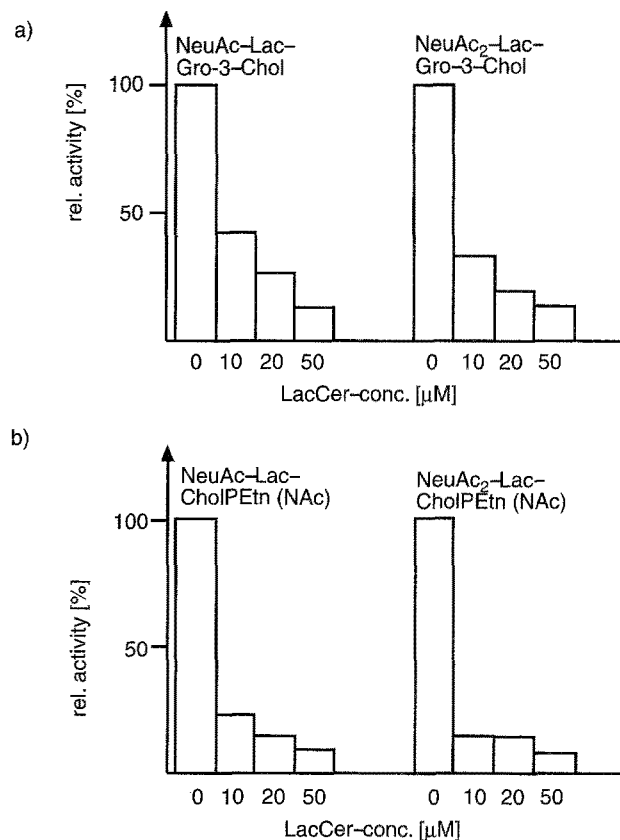 a)
NeuAc–Lac–
Gro-3–Chol
NeuAc₂–Lac–
Gro-3–Chol
rel. activity [%]
100
50
0 10 20 50 0 10 20 50
LacCer–conc. [µM]
b)
NeuAc–Lac–
CholPEtn (NAc)
NeuAc₂–Lac–
CholPEtn (NAc)
rel. activity [%]
100
50
0 10 20 50 0 10 20 50
LacCer–conc. [µM]